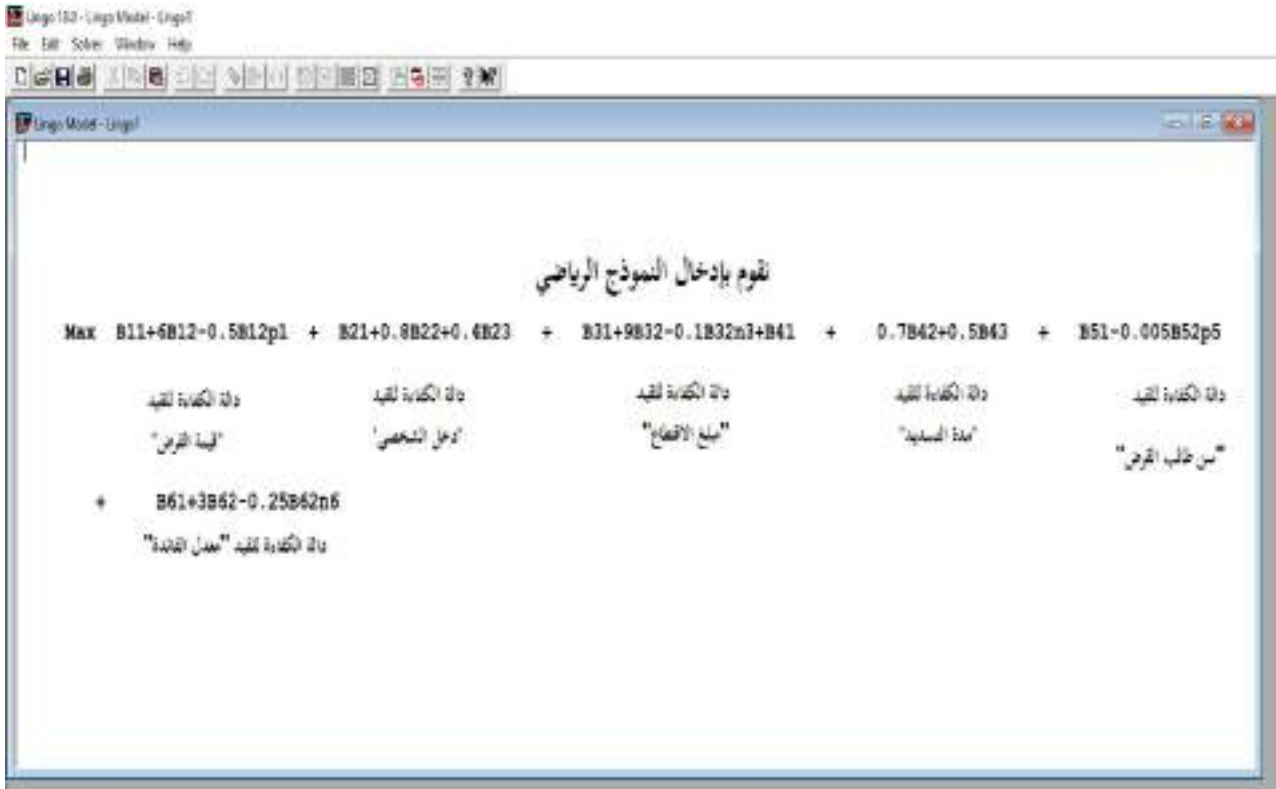 Lingo 18.0 - Lingo Model - Lingo1
File Edit Solver Window Help
Lingo Model - Lingo1
نقوم بإدخال النموذج الرياضي
Max B11+6B12-0.5B12p1 + B21+0.8B22+0.4B23 + B31+9B32-0.1B32n3+B41 + 0.7B42+0.5B43 + B51-0.005B52p5
دالة الكفاءة للقيد دالة الكفاءة للقيد دالة الكفاءة للقيد دالة الكفاءة للقيد دالة الكفاءة للقيد
"قيمة القرض" "دخل الشخصي" "مبلغ الاقتطاع" "مدة التسديد" "سن طالب القرض"
+ B61+3B62-0.25B62n6
دالة الكفاءة للقيد "معدل الفائدة"